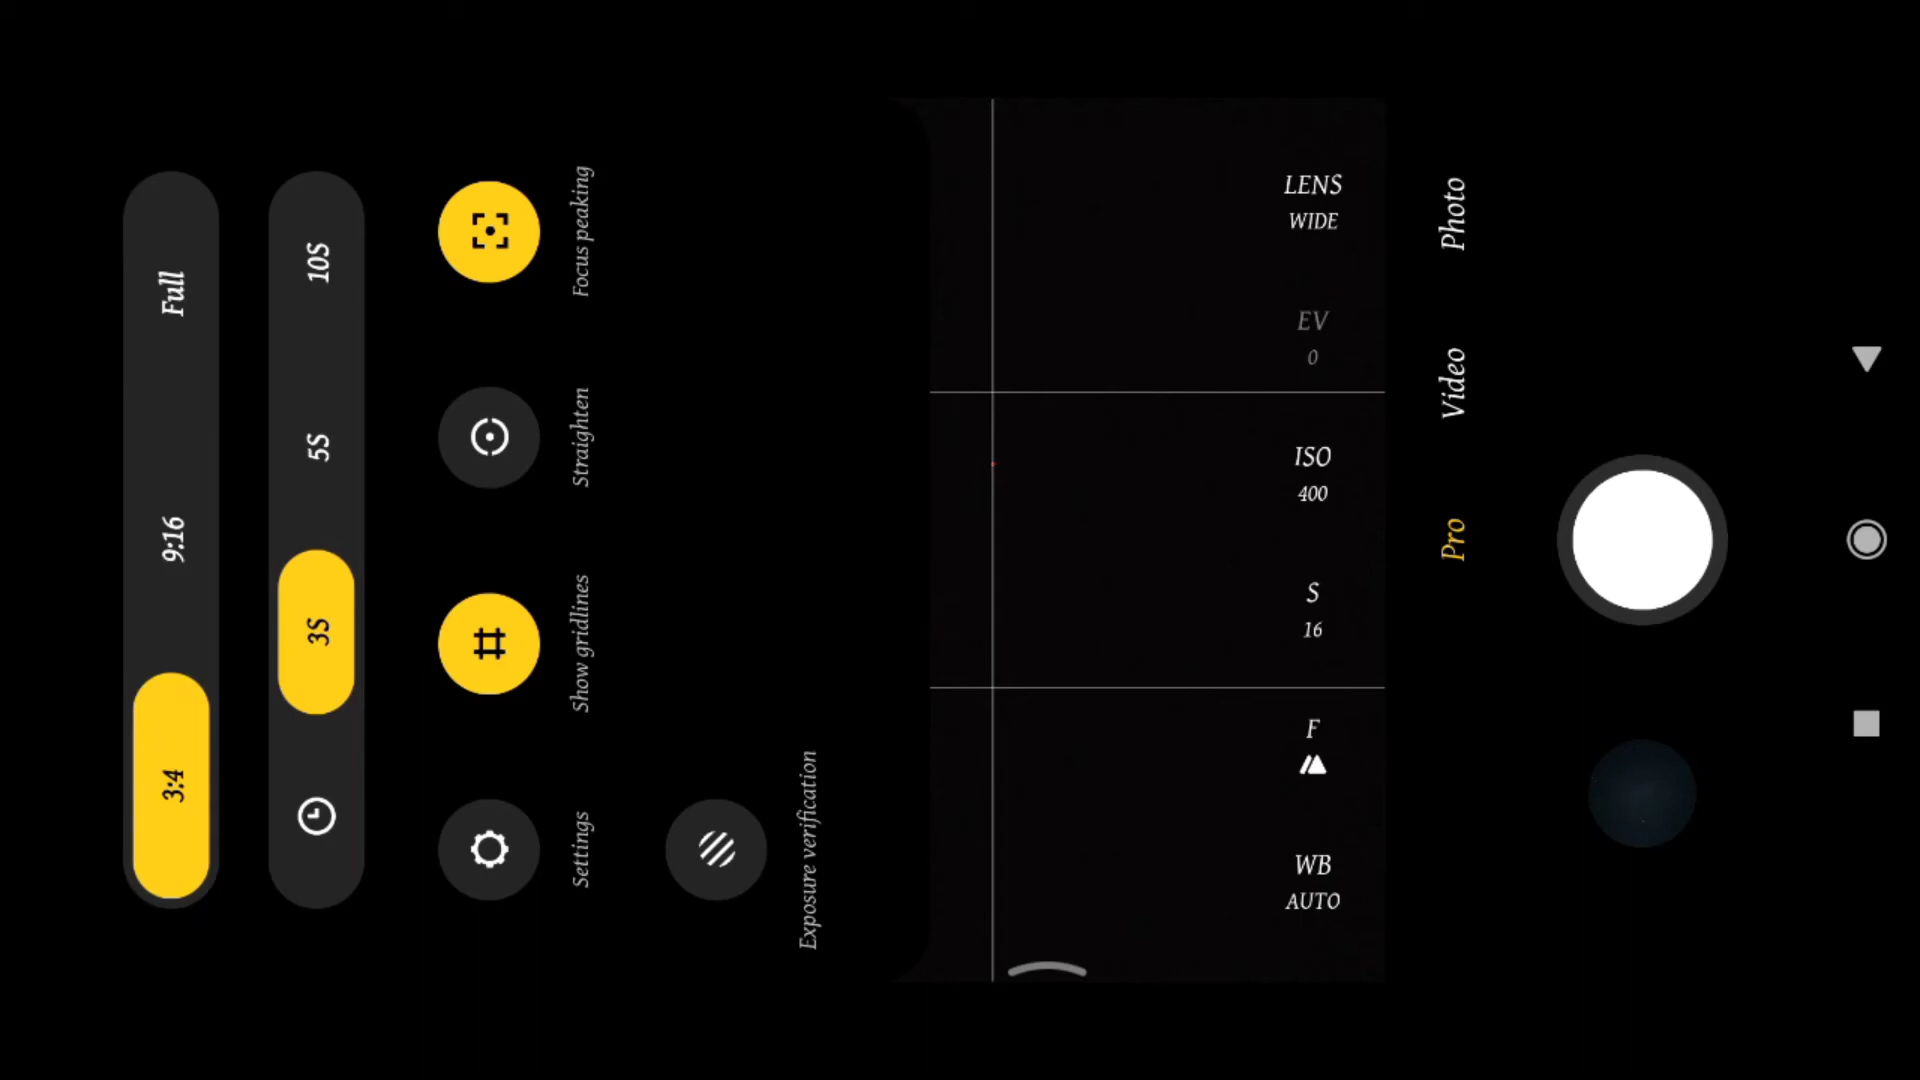 Full
9:16
3:4
10S
5S
3S
Focus peaking
Straighten
Show gridlines
Settings
Exposure verification
LENS
WIDE
EV
0
ISO
400
S
16
F
WB
AUTO
Photo
Video
Pro